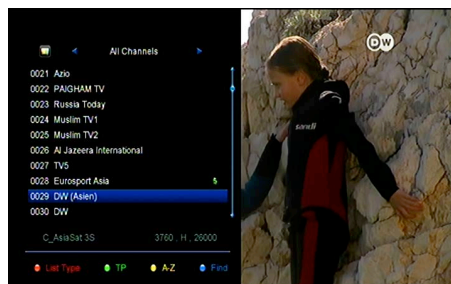 All Channels
0021 Azio
0022 PAIGHAM TV
0023 Russia Today
0024 Muslim TV1
0025 Muslim TV2
0026 Al Jazeera International
0027 TV5
0028 Eurosport Asia $
0029 DW (Asien)
0030 DW
C_AsiaSat 3S 3760 , H , 26000
List Type TP A-Z Find
DW